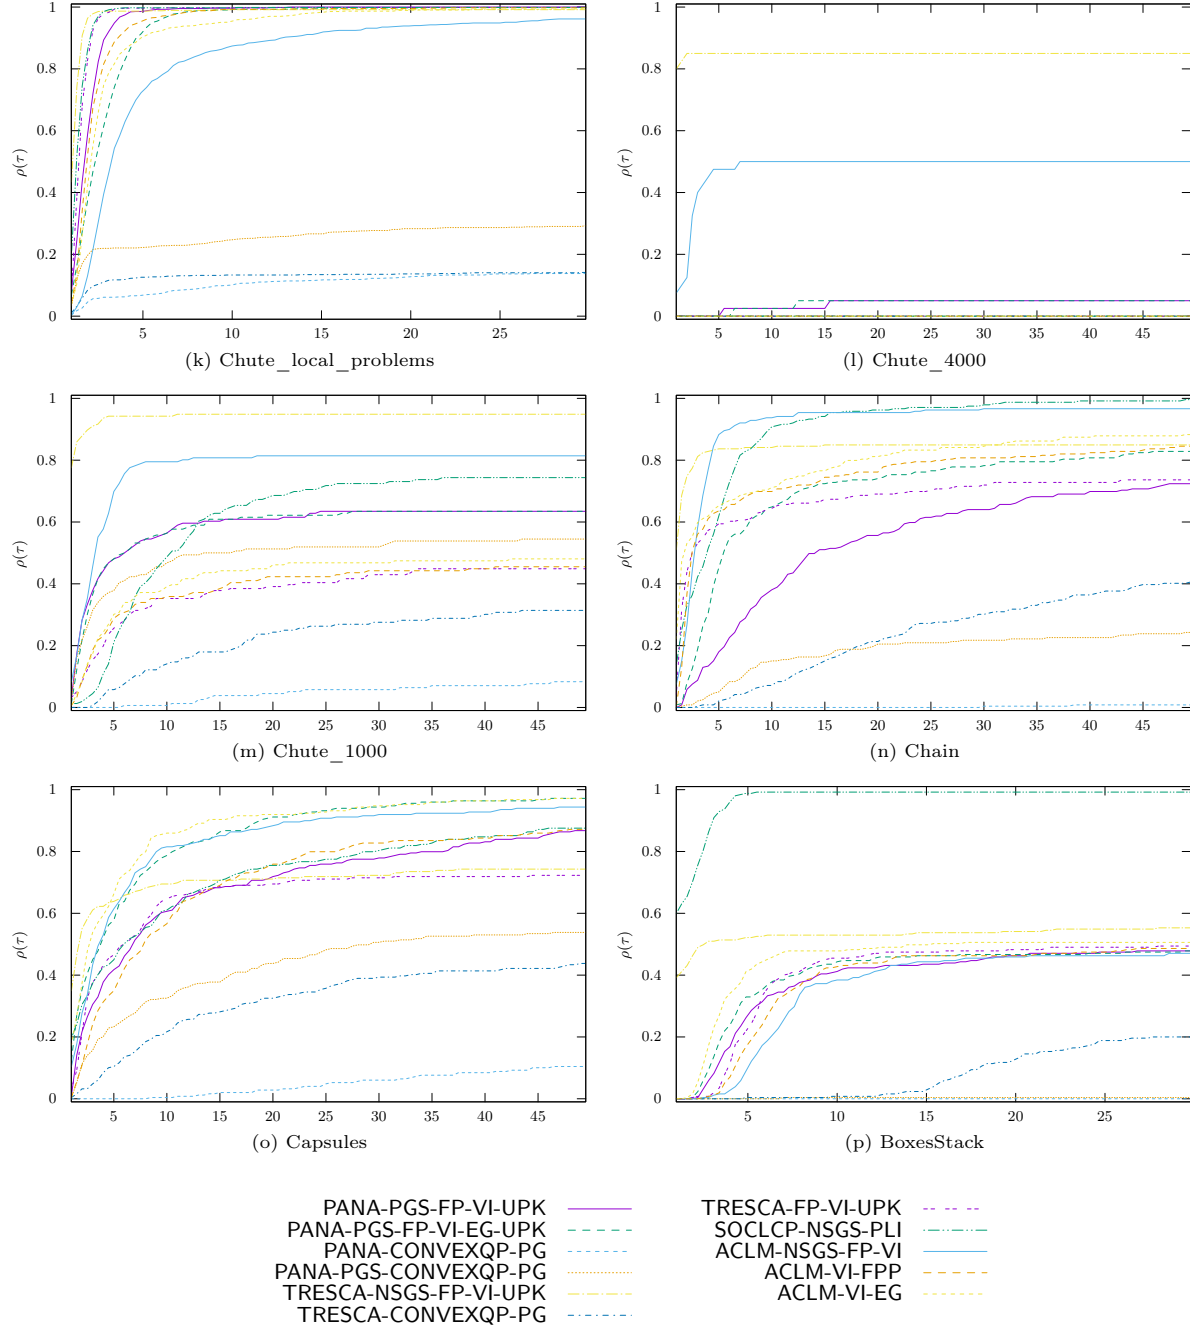 1
0.8
0.6
0.4
0.2
0
ρ(τ)
5 10 15 20 25
(k) Chute_local_problems
1
0.8
0.6
0.4
0.2
0
ρ(τ)
5 10 15 20 25 30 35 40 45
(l) Chute_4000
1
0.8
0.6
0.4
0.2
0
ρ(τ)
5 10 15 20 25 30 35 40 45
(m) Chute_1000
1
0.8
0.6
0.4
0.2
0
ρ(τ)
5 10 15 20 25 30 35 40 45
(n) Chain
1
0.8
0.6
0.4
0.2
0
ρ(τ)
5 10 15 20 25 30 35 40 45
(o) Capsules
1
0.8
0.6
0.4
0.2
0
ρ(τ)
5 10 15 20 25
(p) BoxesStack
PANA-PGS-FP-VI-UPK
PANA-PGS-FP-VI-EG-UPK
PANA-CONVEXQP-PG
PANA-PGS-CONVEXQP-PG
TRESCA-NSGS-FP-VI-UPK
TRESCA-CONVEXQP-PG
TRESCA-FP-VI-UPK
SOCLCP-NSGS-PLI
ACLM-NSGS-FP-VI
ACLM-VI-FPP
ACLM-VI-EG